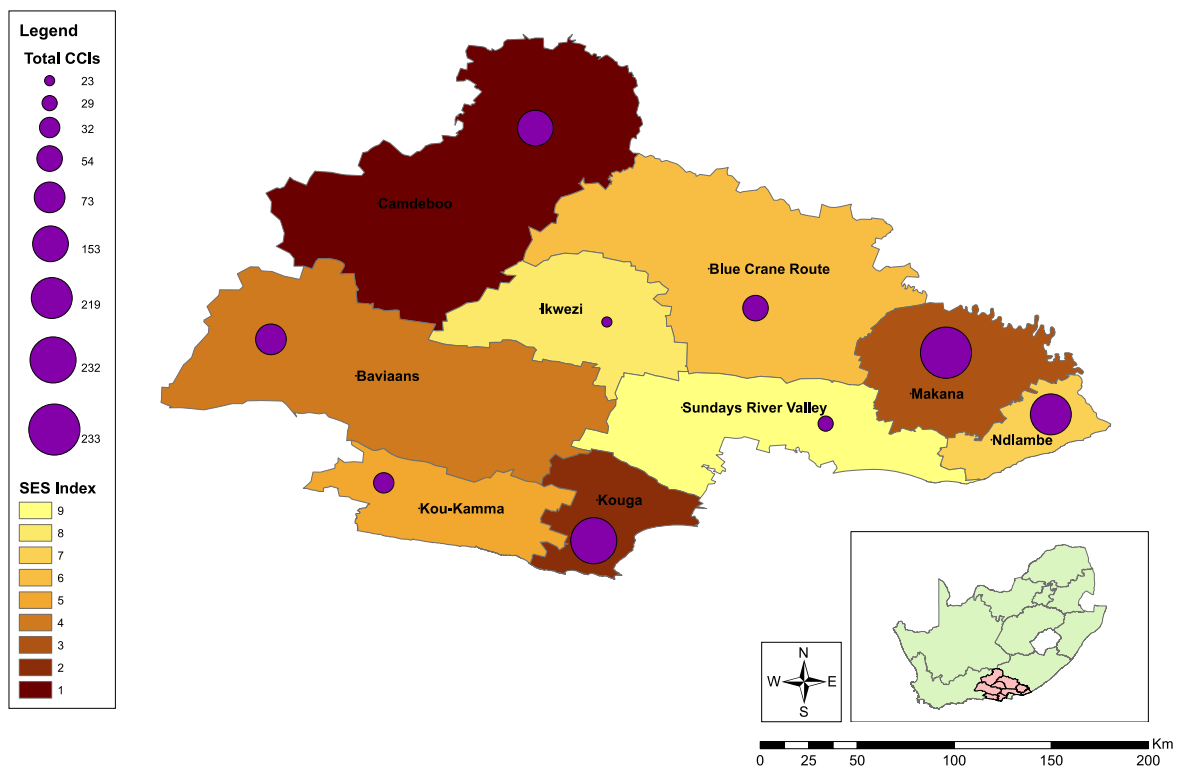 Legend
Total CCIs
23
29
32
54
73
153
219
232
233
SES Index
9
8
7
6
5
4
3
2
1
Camdeboo
Blue Crane Route
Ikwezi
Baviaans
Makana
Sundays River Valley
Ndlambe
Kouga
Kou-Kamma
N
W E
S
Km
0 25 50 100 150 200